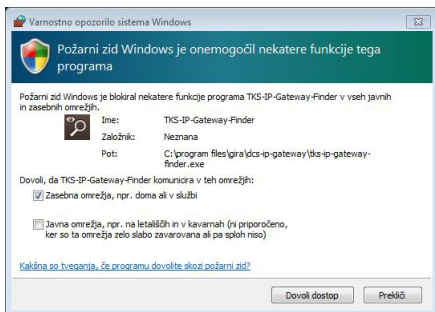 Varnostno opozorilo sistema Windows
Požarni zid Windows je onemogočil nekatere funkcije tega
programa
Požarni zid Windows je blokiral nekatere funkcije programa TKS-IP-Gateway-Finder v vseh javnih
in zasebnih omrežjih.
Ime: TKS-IP-Gateway-Finder
Založnik: Neznana
Pot: C:\program files\gira\dcs-ip-gateway\tks-ip-gateway-
finder.exe
Dovoli, da TKS-IP-Gateway-Finder komunicira v teh omrežjih:
Zasebna omrežja, npr. doma ali v službi
Javna omrežja, npr. na letališčih in v kavarnah (ni priporočeno,
ker so ta omrežja zelo slabo zavarovana ali pa sploh niso)
Kakšna so tveganja, če programu dovolite skozi požarni zid?
Dovoli dostop
Prekliči